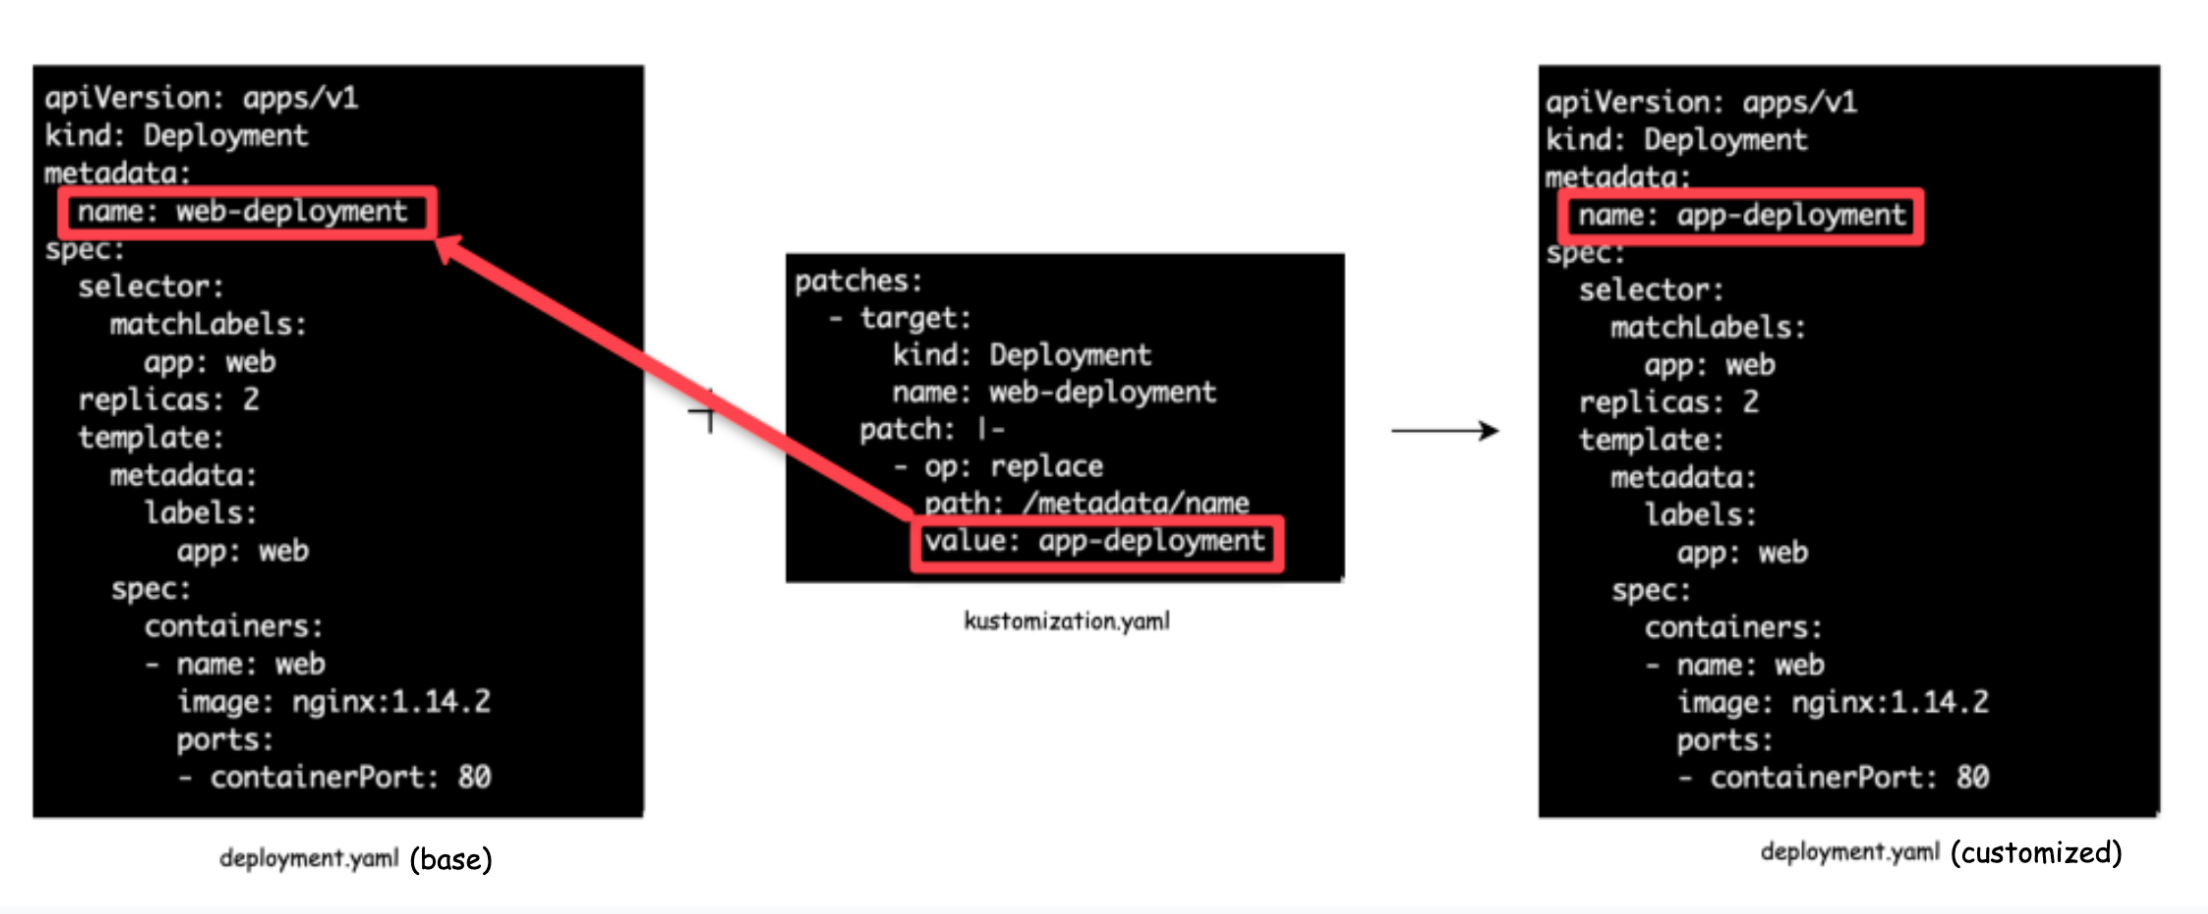 apiVersion: apps/v1
kind: Deployment
metadata:
  name: web-deployment
spec:
  selector:
    matchLabels:
      app: web
  replicas: 2
  template:
    metadata:
      labels:
        app: web
    spec:
      containers:
      - name: web
        image: nginx:1.14.2
        ports:
        - containerPort: 80
deployment.yaml (base)
patches:
  - target:
      kind: Deployment
      name: web-deployment
    patch: |-
      - op: replace
        path: /metadata/name
        value: app-deployment
kustomization.yaml
apiVersion: apps/v1
kind: Deployment
metadata:
  name: app-deployment
spec:
  selector:
    matchLabels:
      app: web
  replicas: 2
  template:
    metadata:
      labels:
        app: web
    spec:
      containers:
      - name: web
        image: nginx:1.14.2
        ports:
        - containerPort: 80
deployment.yaml (customized)